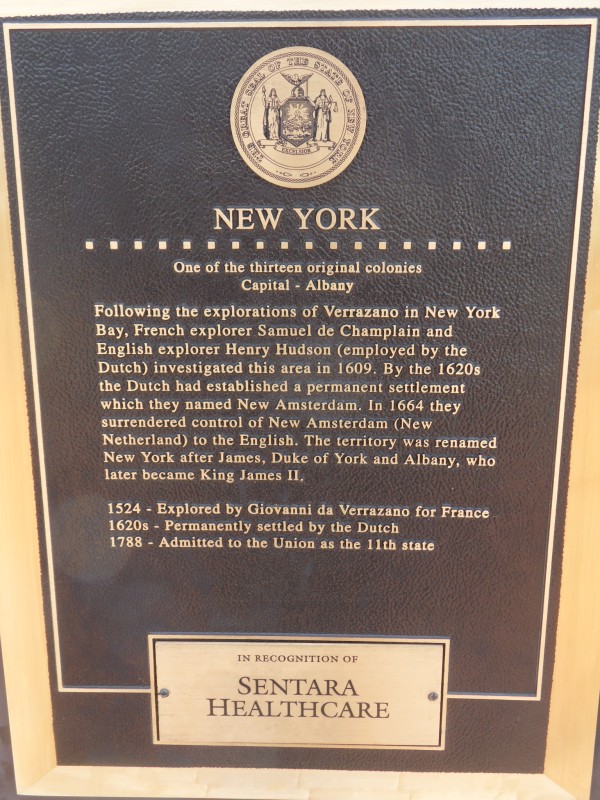 THE GREAT SEAL OF THE STATE OF NEW YORK
EXCELSIOR
NEW YORK
One of the thirteen original colonies
Capital - Albany
Following the explorations of Verrazano in New York
Bay, French explorer Samuel de Champlain and
English explorer Henry Hudson (employed by the
Dutch) investigated this area in 1609. By the 1620s
the Dutch had established a permanent settlement
which they named New Amsterdam. In 1664 they
surrendered control of New Amsterdam (New
Netherland) to the English. The territory was renamed
New York after James, Duke of York and Albany, who
later became King James II.
1524 - Explored by Giovanni da Verrazano for France
1620s - Permanently settled by the Dutch
1788 - Admitted to the Union as the 11th state
IN RECOGNITION OF
SENTARA
HEALTHCARE